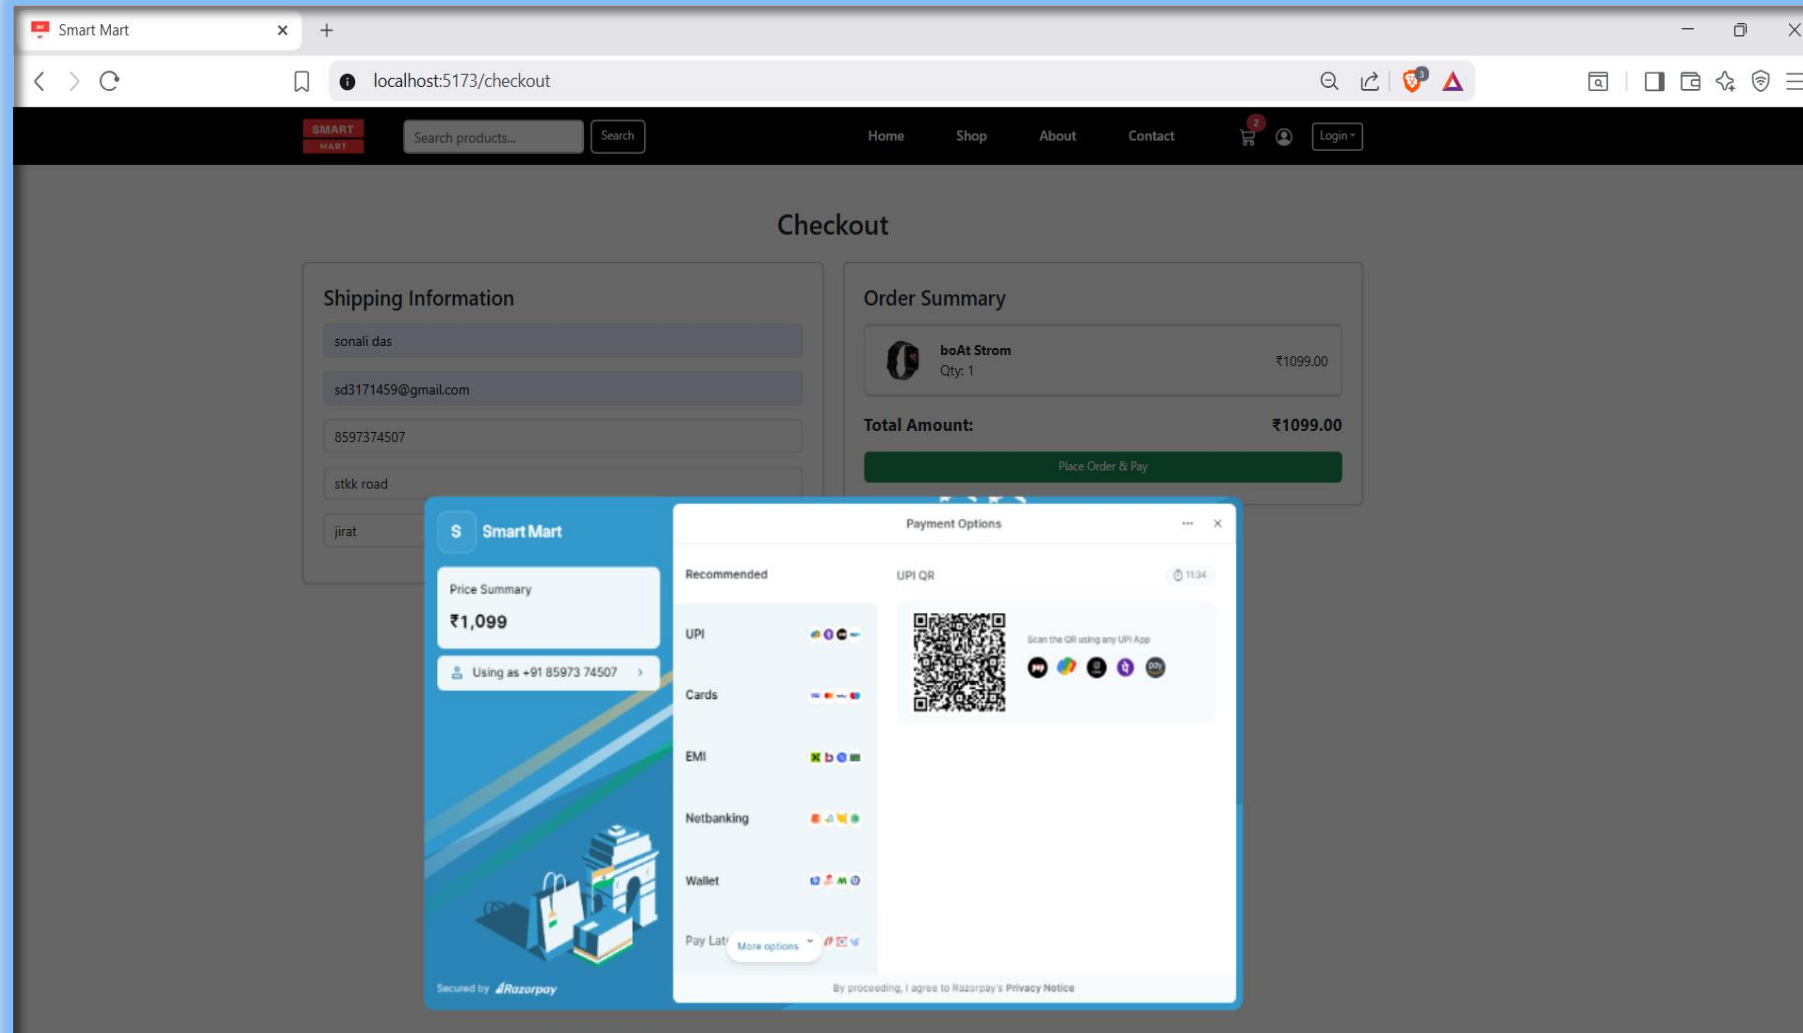 Smart Mart
localhost:5173/checkout
3
SMART
MART
Search products...
Search
Home
Shop
About
Contact
2
Login
Checkout
Shipping Information
sonali das
sd3171459@gmail.com
8597374507
stkk road
jirat
Order Summary
boAt Strom
Qty: 1
₹1099.00
Total Amount:
₹1099.00
Place Order & Pay
S
Smart Mart
Price Summary
₹1,099
Using as +91 85973 74507
Secured by Razorpay
Payment Options
Recommended
UPI
Cards
EMI
Netbanking
Wallet
Pay Lat
More options
UPI QR
11:34
Scan the QR using any UPI App
By proceeding, I agree to Razorpay's Privacy Notice